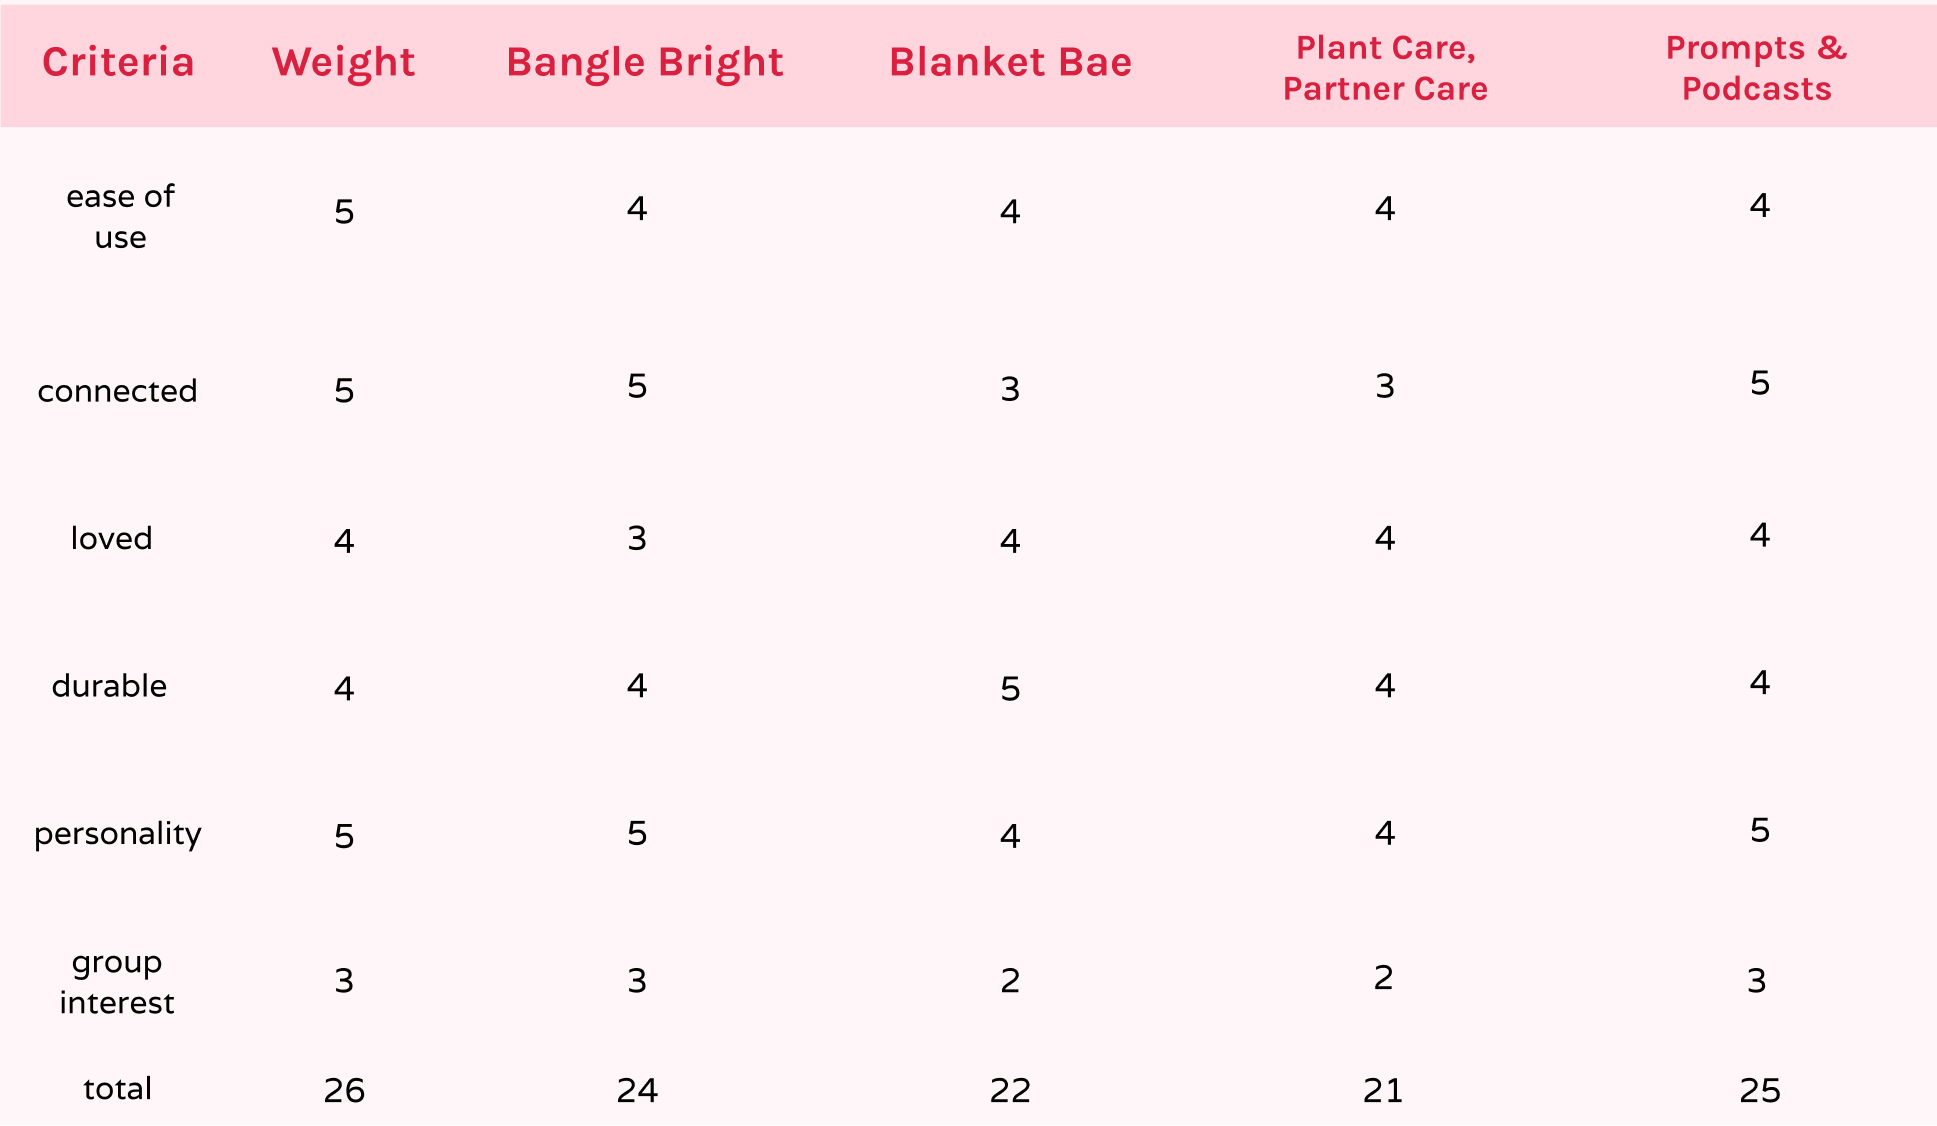 Criteria Weight Bangle Bright Blanket Bae Plant Care, Partner Care Prompts & Podcasts
ease of use 5 4 4 4 4
connected 5 5 3 3 5
loved 4 3 4 4 4
durable 4 4 5 4 4
personality 5 5 4 4 5
group interest 3 3 2 2 3
total 26 24 22 21 25